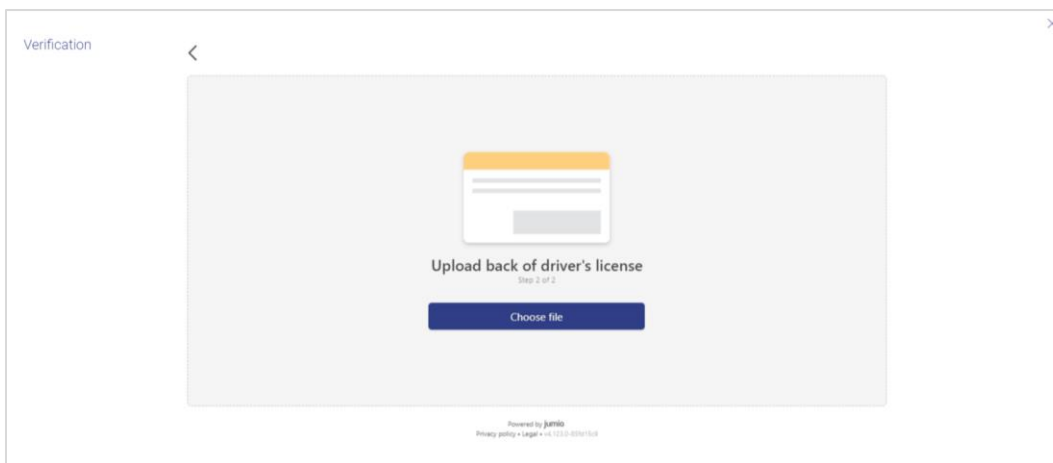 Verification
Upload back of driver's license
Step 2 of 2
Choose file
Powered by jumio
Privacy policy • Legal •